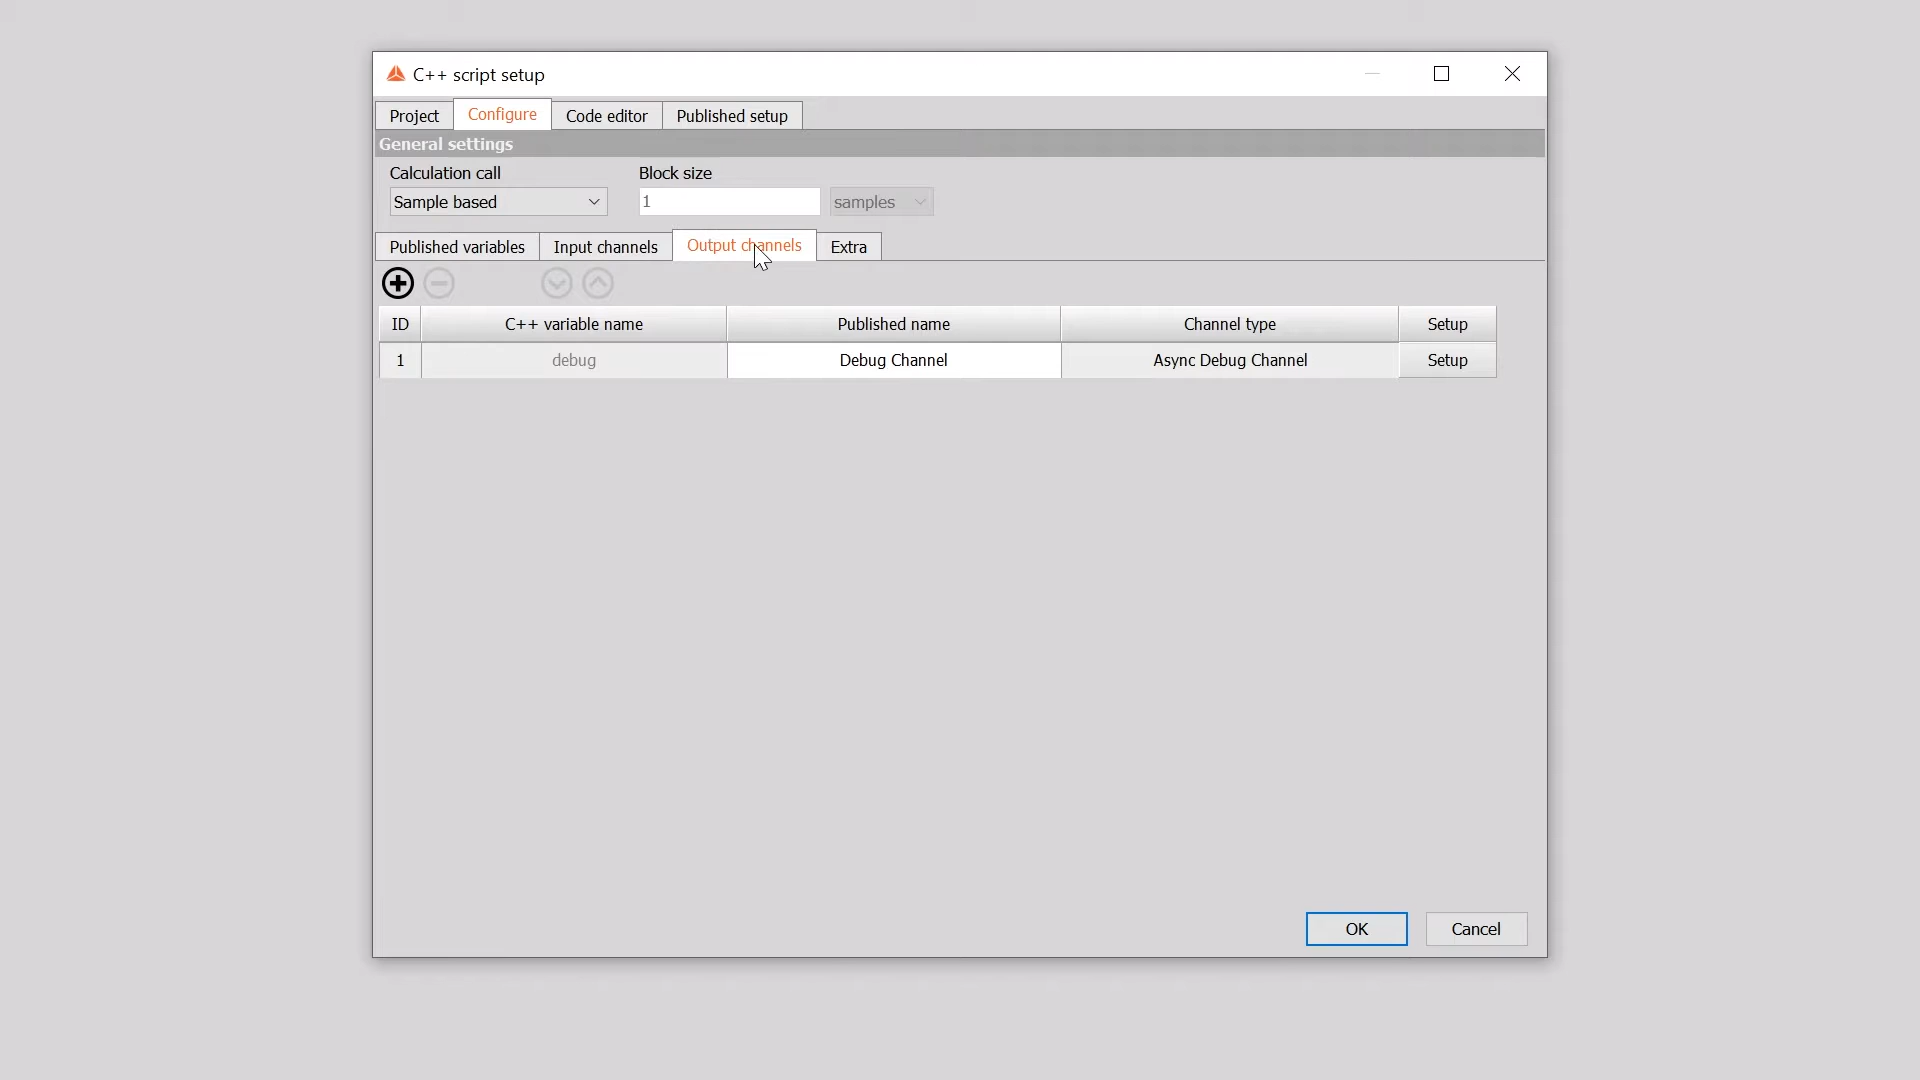 C++ script setup
Project Configure Code editor Published setup
General settings
Calculation call Block size
Sample based 1 samples
Published variables Input channels Output channels Extra
ID C++ variable name Published name Channel type Setup
1 debug Debug Channel Async Debug Channel Setup
OK Cancel